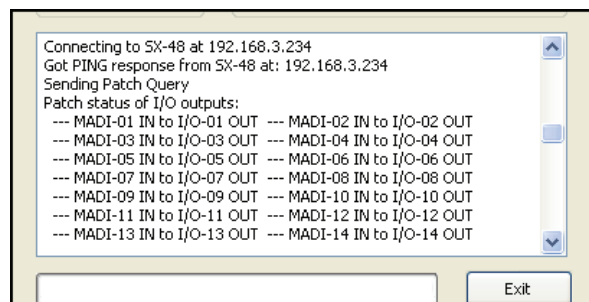 Connecting to SX-48 at 192.168.3.234
Got PING response from SX-48 at: 192.168.3.234
Sending Patch Query
Patch status of I/O outputs:
--- MADI-01 IN to I/O-01 OUT --- MADI-02 IN to I/O-02 OUT
--- MADI-03 IN to I/O-03 OUT --- MADI-04 IN to I/O-04 OUT
--- MADI-05 IN to I/O-05 OUT --- MADI-06 IN to I/O-06 OUT
--- MADI-07 IN to I/O-07 OUT --- MADI-08 IN to I/O-08 OUT
--- MADI-09 IN to I/O-09 OUT --- MADI-10 IN to I/O-10 OUT
--- MADI-11 IN to I/O-11 OUT --- MADI-12 IN to I/O-12 OUT
--- MADI-13 IN to I/O-13 OUT --- MADI-14 IN to I/O-14 OUT
Exit